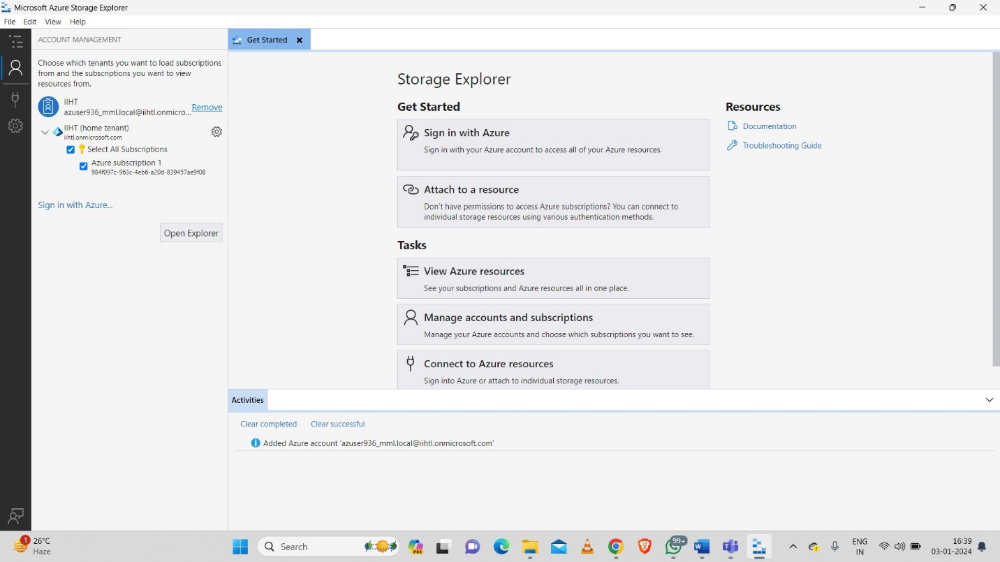 Microsoft Azure Storage Explorer
File Edit View Help
ACCOUNT MANAGEMENT
Choose which tenants you want to load subscriptions
from and the subscriptions you want to view
resources from.
IIHT
azuser936_mml.local@iihtl.onmicro... Remove
IIHT (home tenant)
iihtl.onmicrosoft.com
Select All Subscriptions
Azure subscription 1
984f097c-963c-4eb6-a20d-839457ae9f08
Sign in with Azure...
Open Explorer
Get Started
Storage Explorer
Get Started
Sign in with Azure
Sign in with your Azure account to access all of your Azure resources.
Attach to a resource
Don't have permissions to access Azure subscriptions? You can connect to
individual storage resources using various authentication methods.
Tasks
View Azure resources
See your subscriptions and Azure resources all in one place.
Manage accounts and subscriptions
Manage your Azure accounts and choose which subscriptions you want to see.
Connect to Azure resources
Sign into Azure or attach to individual storage resources.
Resources
Documentation
Troubleshooting Guide
Activities
Clear completed Clear successful
Added Azure account 'azuser936_mml.local@iihtl.onmicrosoft.com'
1
26°C
Haze
Search
PRE
99+
ENG
IN
16:39
03-01-2024